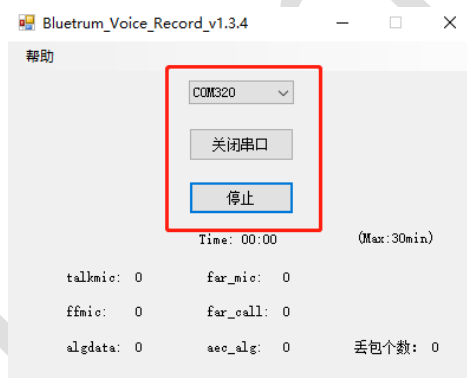 Bluetrum_Voice_Record_v1.3.4
帮助
COM320
关闭串口
停止
Time: 00:00 (Max:30min)
talkmic: 0 far_mic: 0
ffmic: 0 far_call: 0
algdata: 0 aec_alg: 0 丢包个数: 0